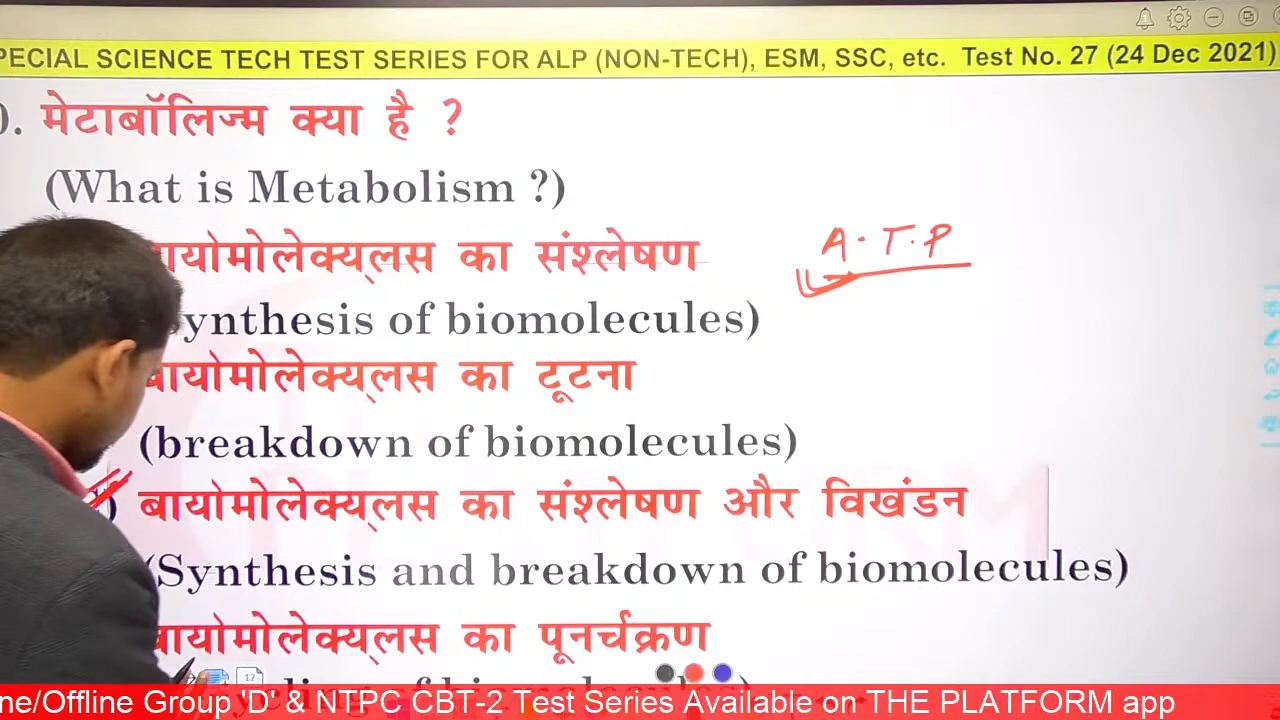 PECIAL SCIENCE TECH TEST SERIES FOR ALP (NON-TECH), ESM, SSC, etc. Test No. 27 (24 Dec 2021)
0. मेटाबॉलिज्म क्या है ?
(What is Metabolism ?)
बायोमोलेक्य्लस का संश्लेषण
A.T.P
ynthesis of biomolecules)
बायोमोलेक्य्लस का टूटना
(breakdown of biomolecules)
) बायोमोलेक्य्लस का संश्लेषण और विखंडन
(Synthesis and breakdown of biomolecules)
बायोमोलेक्य्लस का पूनर्चक्रण
12
ne/Offline Group 'D' & NTPC CBT-2 Test Series Available on THE PLATFORM app